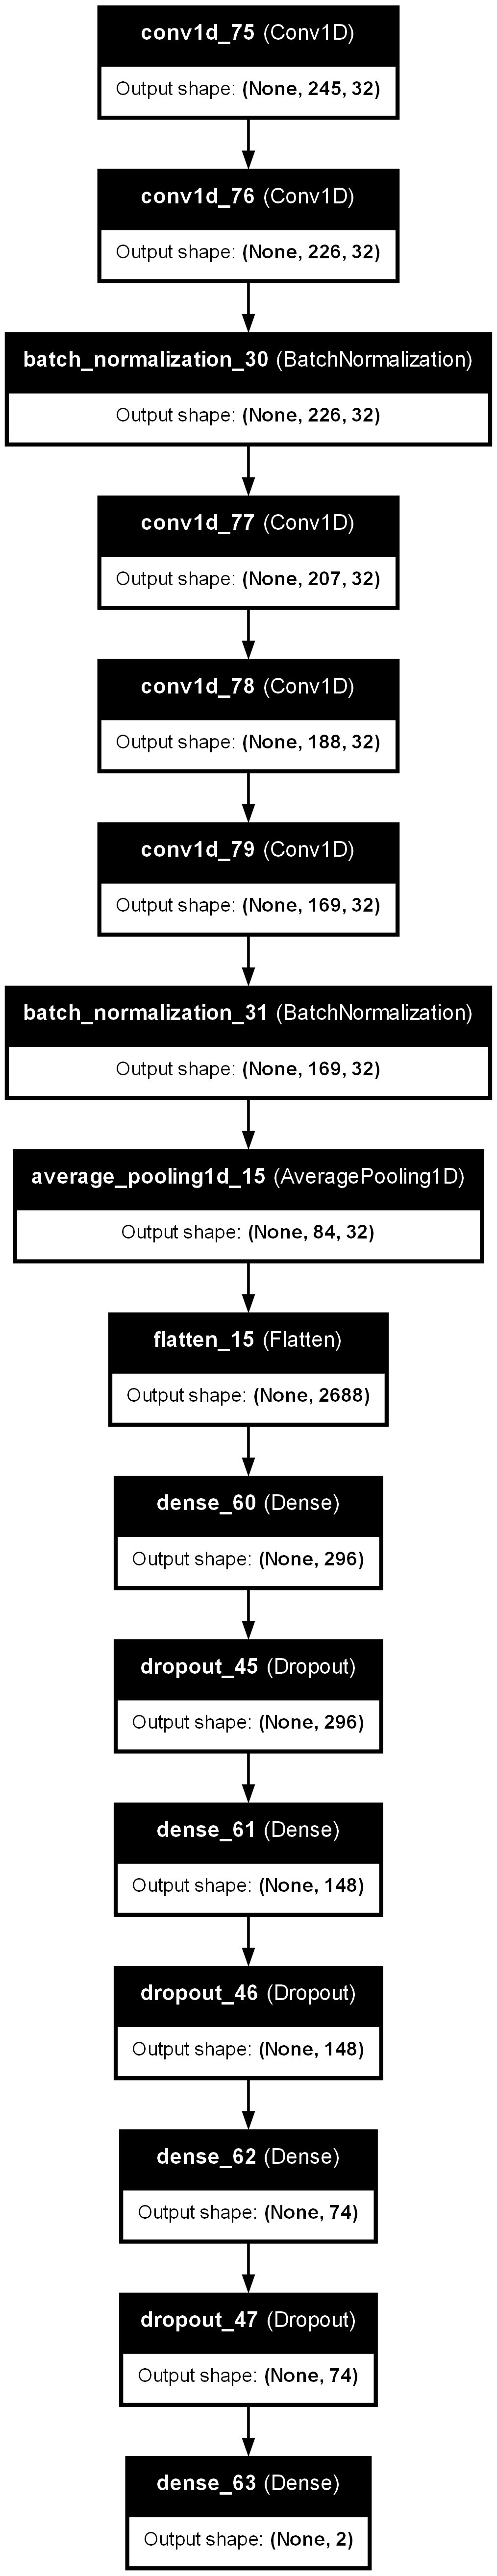 conv1d_75 (Conv1D)
Output shape: (None, 245, 32)
conv1d_76 (Conv1D)
Output shape: (None, 226, 32)
batch_normalization_30 (BatchNormalization)
Output shape: (None, 226, 32)
conv1d_77 (Conv1D)
Output shape: (None, 207, 32)
conv1d_78 (Conv1D)
Output shape: (None, 188, 32)
conv1d_79 (Conv1D)
Output shape: (None, 169, 32)
batch_normalization_31 (BatchNormalization)
Output shape: (None, 169, 32)
average_pooling1d_15 (AveragePooling1D)
Output shape: (None, 84, 32)
flatten_15 (Flatten)
Output shape: (None, 2688)
dense_60 (Dense)
Output shape: (None, 296)
dropout_45 (Dropout)
Output shape: (None, 296)
dense_61 (Dense)
Output shape: (None, 148)
dropout_46 (Dropout)
Output shape: (None, 148)
dense_62 (Dense)
Output shape: (None, 74)
dropout_47 (Dropout)
Output shape: (None, 74)
dense_63 (Dense)
Output shape: (None, 2)